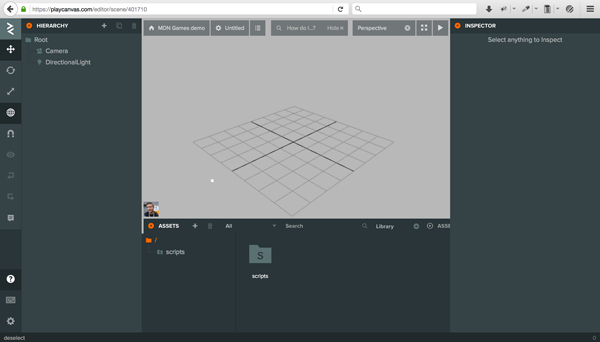 https://playcanvas.com/editor/scene/401710
HIERARCHY
Root
Camera
DirectionalLight
MDN Games demo
Untitled
How do I...?
Hide
Perspective
INSPECTOR
Select anything to Inspect
ASSETS
All
Search
Library
ASSE
/
scripts
S
scripts
deselect
0